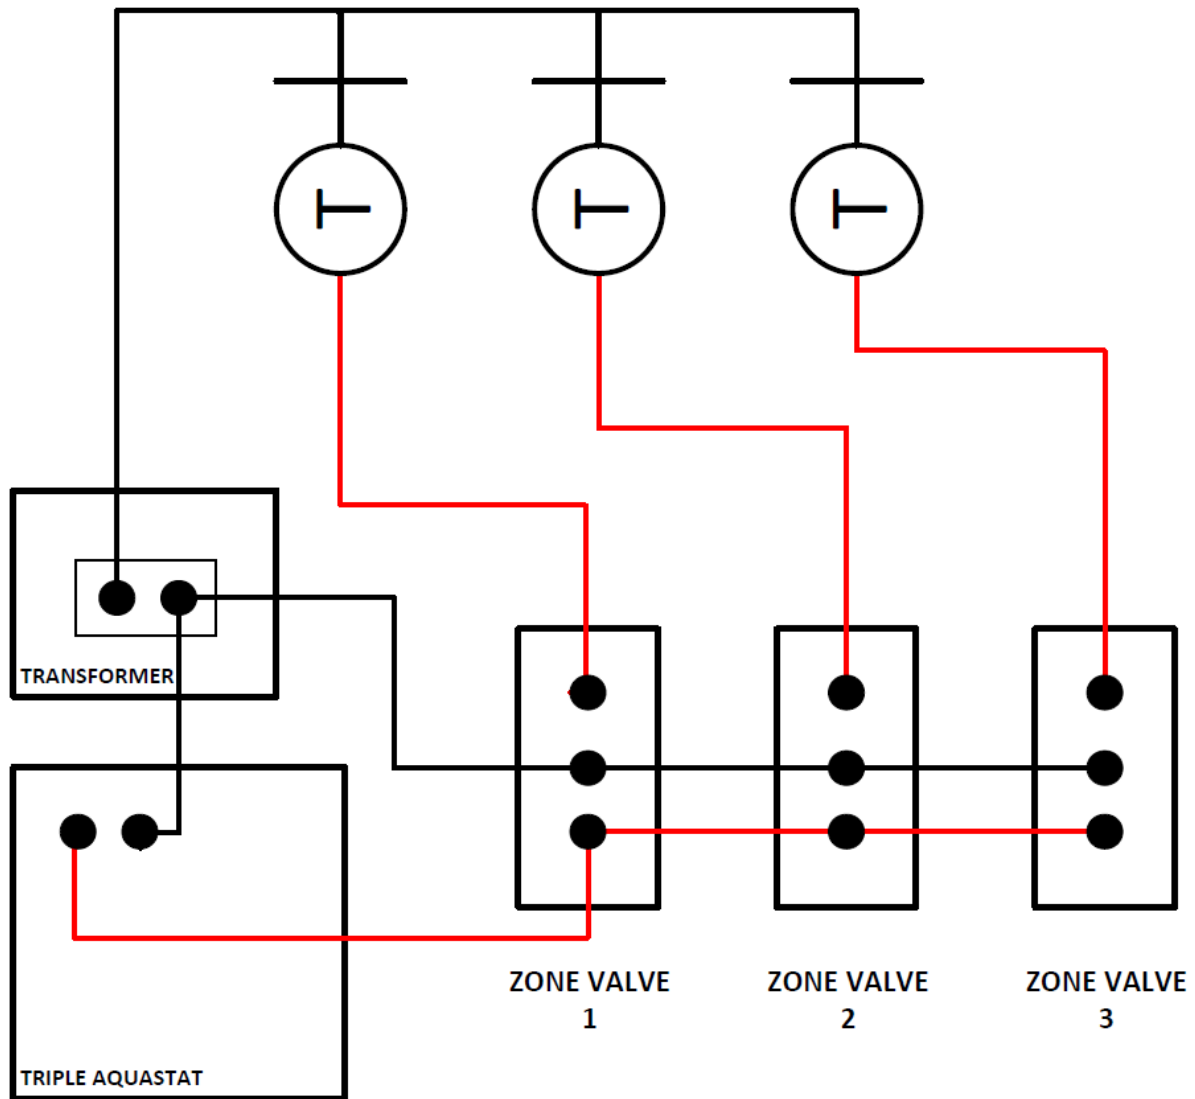 T T T
TRANSFORMER
ZONE VALVE ZONE VALVE ZONE VALVE
1 2 3
TRIPLE AQUASTAT